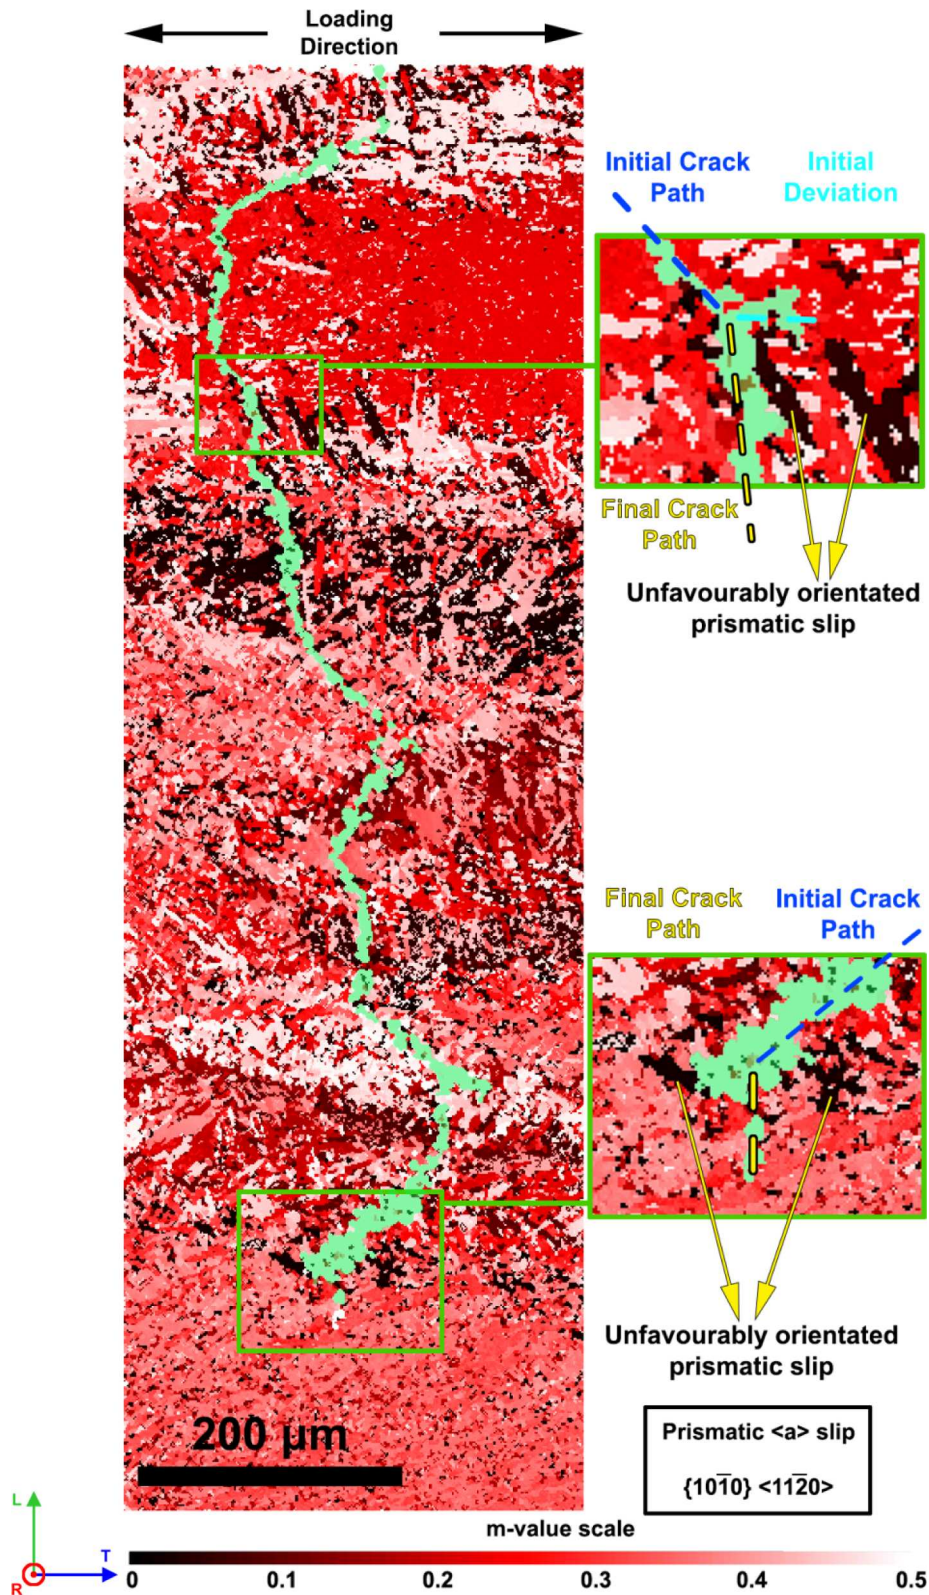 Loading
Direction
Initial Crack
Path
Initial
Deviation
Final Crack
Path
Unfavourably orientated
prismatic slip
Final Crack
Path
Initial Crack
Path
Unfavourably orientated
prismatic slip
200 µm
Prismatic <a> slip
{101̅0} <112̅0>
m-value scale
L
T
R
0 0.1 0.2 0.3 0.4 0.5